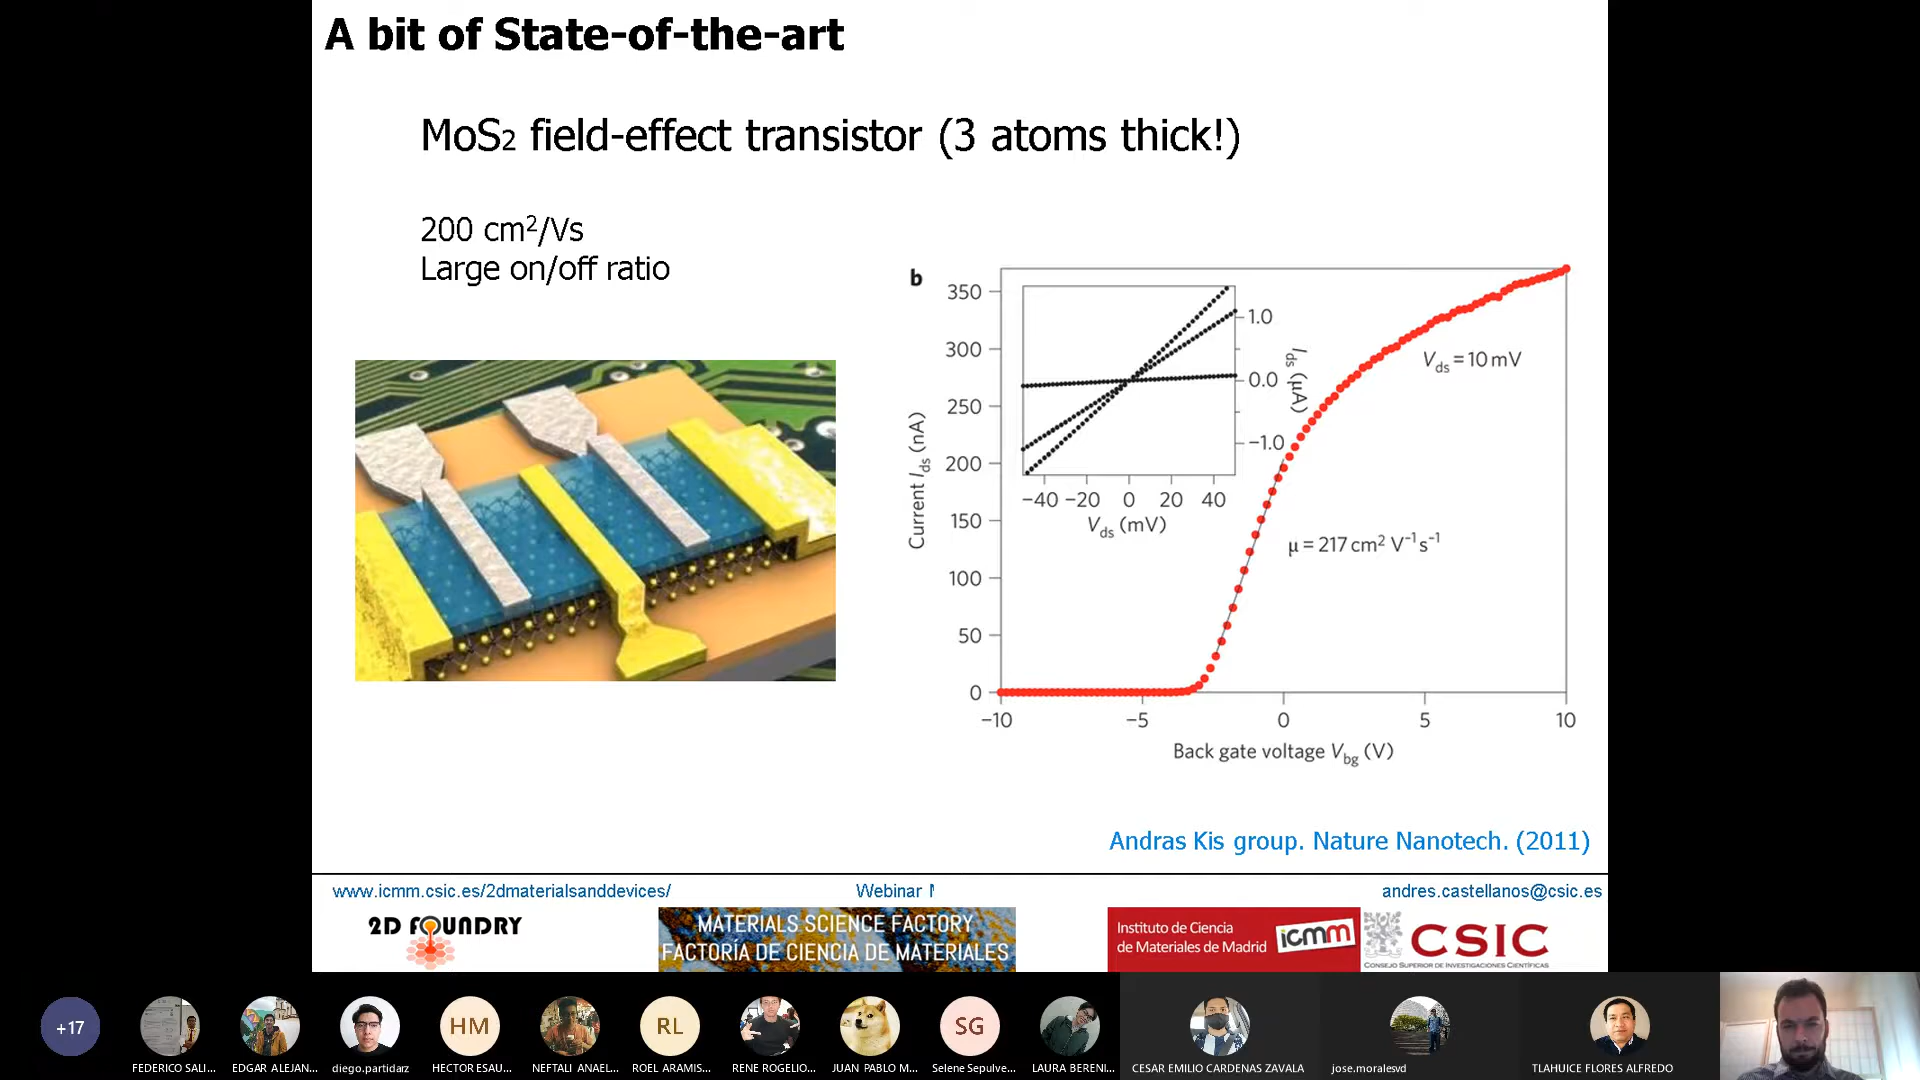 A bit of State-of-the-art
MoS2 field-effect transistor (3 atoms thick!)
200 cm²/Vs
Large on/off ratio
b
350
300
250
200
150
100
50
0
Current Ids (nA)
−10
−5
0
5
10
Back gate voltage Vbg (V)
1.0
0.0
−1.0
Ids (µA)
−40 −20 0 20 40
Vds (mV)
Vds = 10 mV
µ = 217 cm² V⁻¹ s⁻¹
Andras Kis group. Nature Nanotech. (2011)
www.icmm.csic.es/2dmaterialsanddevices/
Webinar
andres.castellanos@csic.es
2D FOUNDRY
MATERIALS SCIENCE FACTORY
FACTORÍA DE CIENCIA DE MATERIALES
Instituto de Ciencia
de Materiales de Madrid
icmm
CSIC
CONSEJO SUPERIOR DE INVESTIGACIONES CIENTÍFICAS
+17
HM
RL
SG
FEDERICO SALI...
EDGAR ALEJAN...
diego.partidarz
HECTOR ESAU...
NEFTALI ANAEL...
ROEL ARAMIS...
RENE ROGELIO...
JUAN PABLO M...
Selene Sepulve...
LAURA BERENI...
CESAR EMILIO CARDENAS ZAVALA
jose.moralesvd
TLAHUICE FLORES ALFREDO